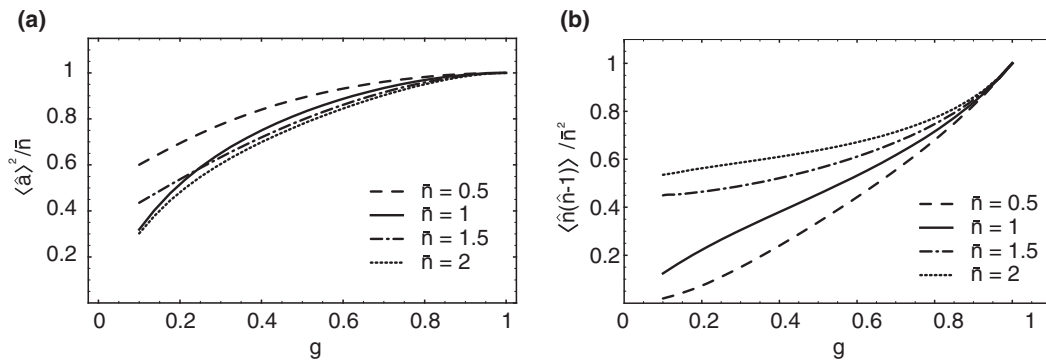 (a)
1
0.8
0.6
0.4
0.2
⟨â⟩²/n̄
n̄ = 0.5
n̄ = 1
n̄ = 1.5
n̄ = 2
0 0.2 0.4 0.6 0.8 1
g
(b)
1
0.8
0.6
0.4
0.2
⟨n̂(n̂-1)⟩ /n̄²
n̄ = 0.5
n̄ = 1
n̄ = 1.5
n̄ = 2
0 0.2 0.4 0.6 0.8 1
g